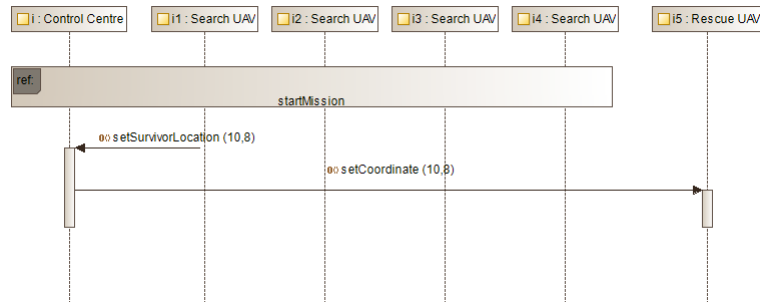 i : Control Centre
i1 : Search UAV
i2 : Search UAV
i3 : Search UAV
i4 : Search UAV
i5 : Rescue UAV
ref:
startMission
setSurvivorLocation (10,8)
setCoordinate (10,8)